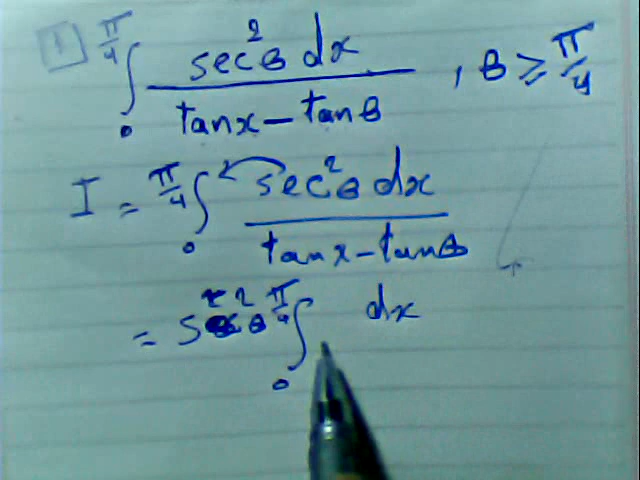 1 ∫₀^(π/4) sec²θ dx / (tanx − tanθ) , θ ≥ π/4
I = ∫₀^(π/4) sec²θ dx / (tanx − tanθ)
= sec²θ ∫₀^(π/4) dx